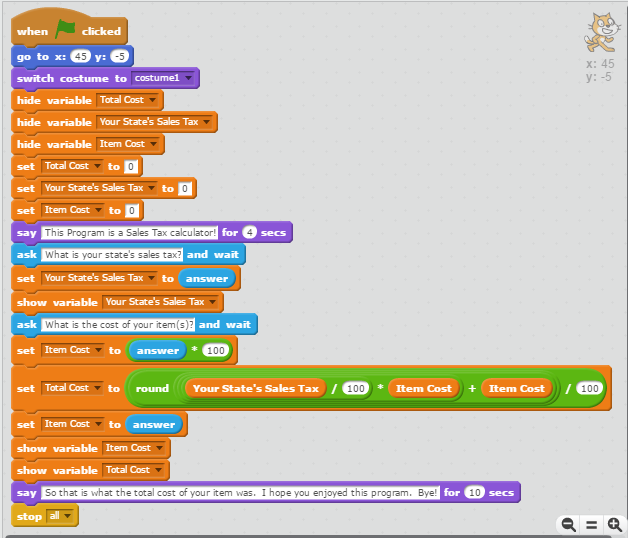 when clicked
go to x: 45 y: -5
switch costume to costume1
hide variable Total Cost
hide variable Your State's Sales Tax
hide variable Item Cost
set Total Cost to 0
set Your State's Sales Tax to 0
set Item Cost to 0
say This Program is a Sales Tax calculator! for 4 secs
ask What is your state's sales tax? and wait
set Your State's Sales Tax to answer
show variable Your State's Sales Tax
ask What is the cost of your item(s)? and wait
set Item Cost to answer * 100
set Total Cost to round Your State's Sales Tax / 100 * Item Cost + Item Cost / 100
set Item Cost to answer
show variable Item Cost
show variable Total Cost
say So that is what the total cost of your item was. I hope you enjoyed this program. Bye! for 10 secs
stop all
x: 45
y: -5